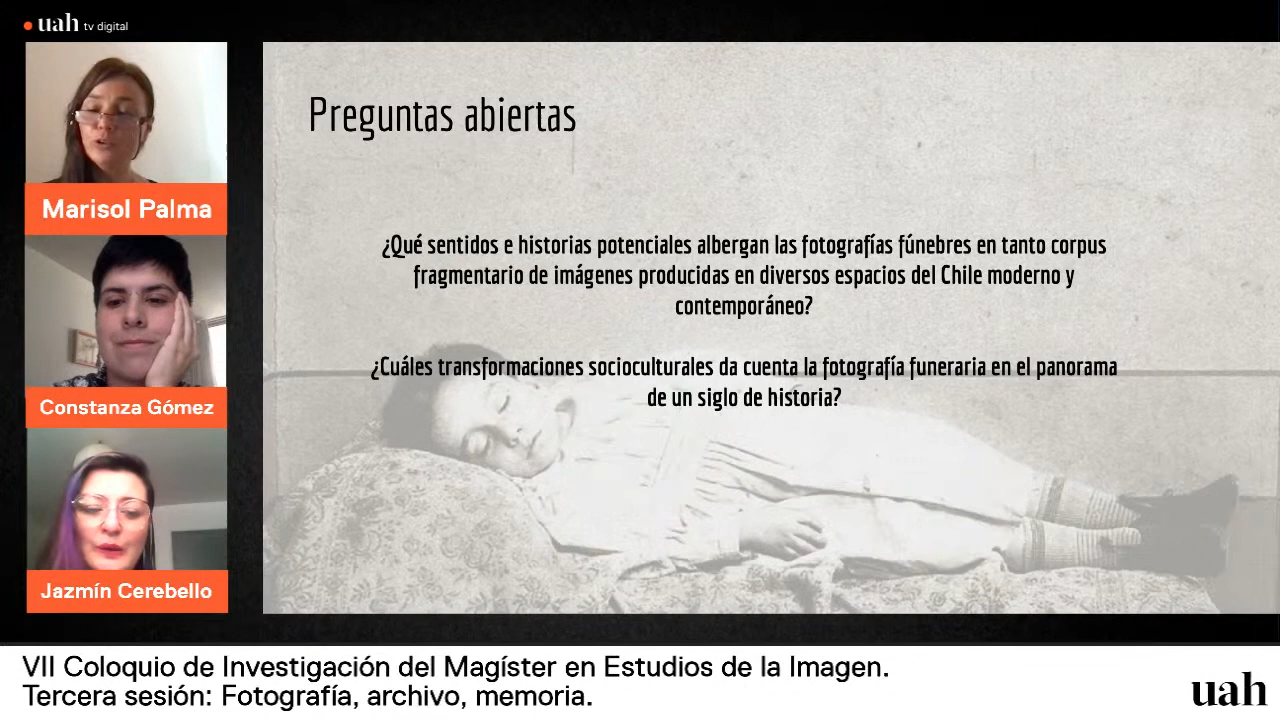 uah tv digital
Marisol Palma
Constanza Gómez
Jazmín Cerebello
Preguntas abiertas
¿Qué sentidos e historias potenciales albergan las fotografías fúnebres en tanto corpus
fragmentario de imágenes producidas en diversos espacios del Chile moderno y
contemporáneo?
¿Cuáles transformaciones socioculturales da cuenta la fotografía funeraria en el panorama
de un siglo de historia?
VII Coloquio de Investigación del Magíster en Estudios de la Imagen.
Tercera sesión: Fotografía, archivo, memoria.
uah